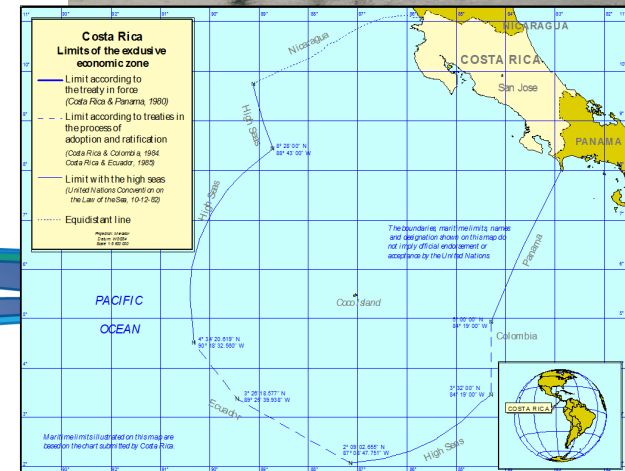 NICARAGUA
Costa Rica
Limits of the exclusive
economic zone
Limit according to
the treaty in force
(Costa Rica & Panama, 1980)
Limit according to treaties in
the process of
adoption and ratification
(Costa Rica & Colombia, 1984.
Costa Rica & Ecuador, 1985)
Limit with the high seas
(United Nations Convention on
the Law of the Sea, 10-12-82)
Equidistant line
Nicaragua
COSTA RICA
San Jose
PANAMA
High Seas
8° 28' 00" N
88° 43' 00" W
High Seas
The boundaries, maritime limits, names
and designation shown on this map do
not imply official endorsement or
acceptance by the United Nations
Panama
PACIFIC
OCEAN
Coco Island
5° 00' 00" N
84° 19' 00" W
Colombia
Ecuador
3° 32' 00" N
84° 19' 00" W
COSTA RICA
High Seas
Maritime limits illustrated on this map are
based on the chart submitted by Costa Rica.